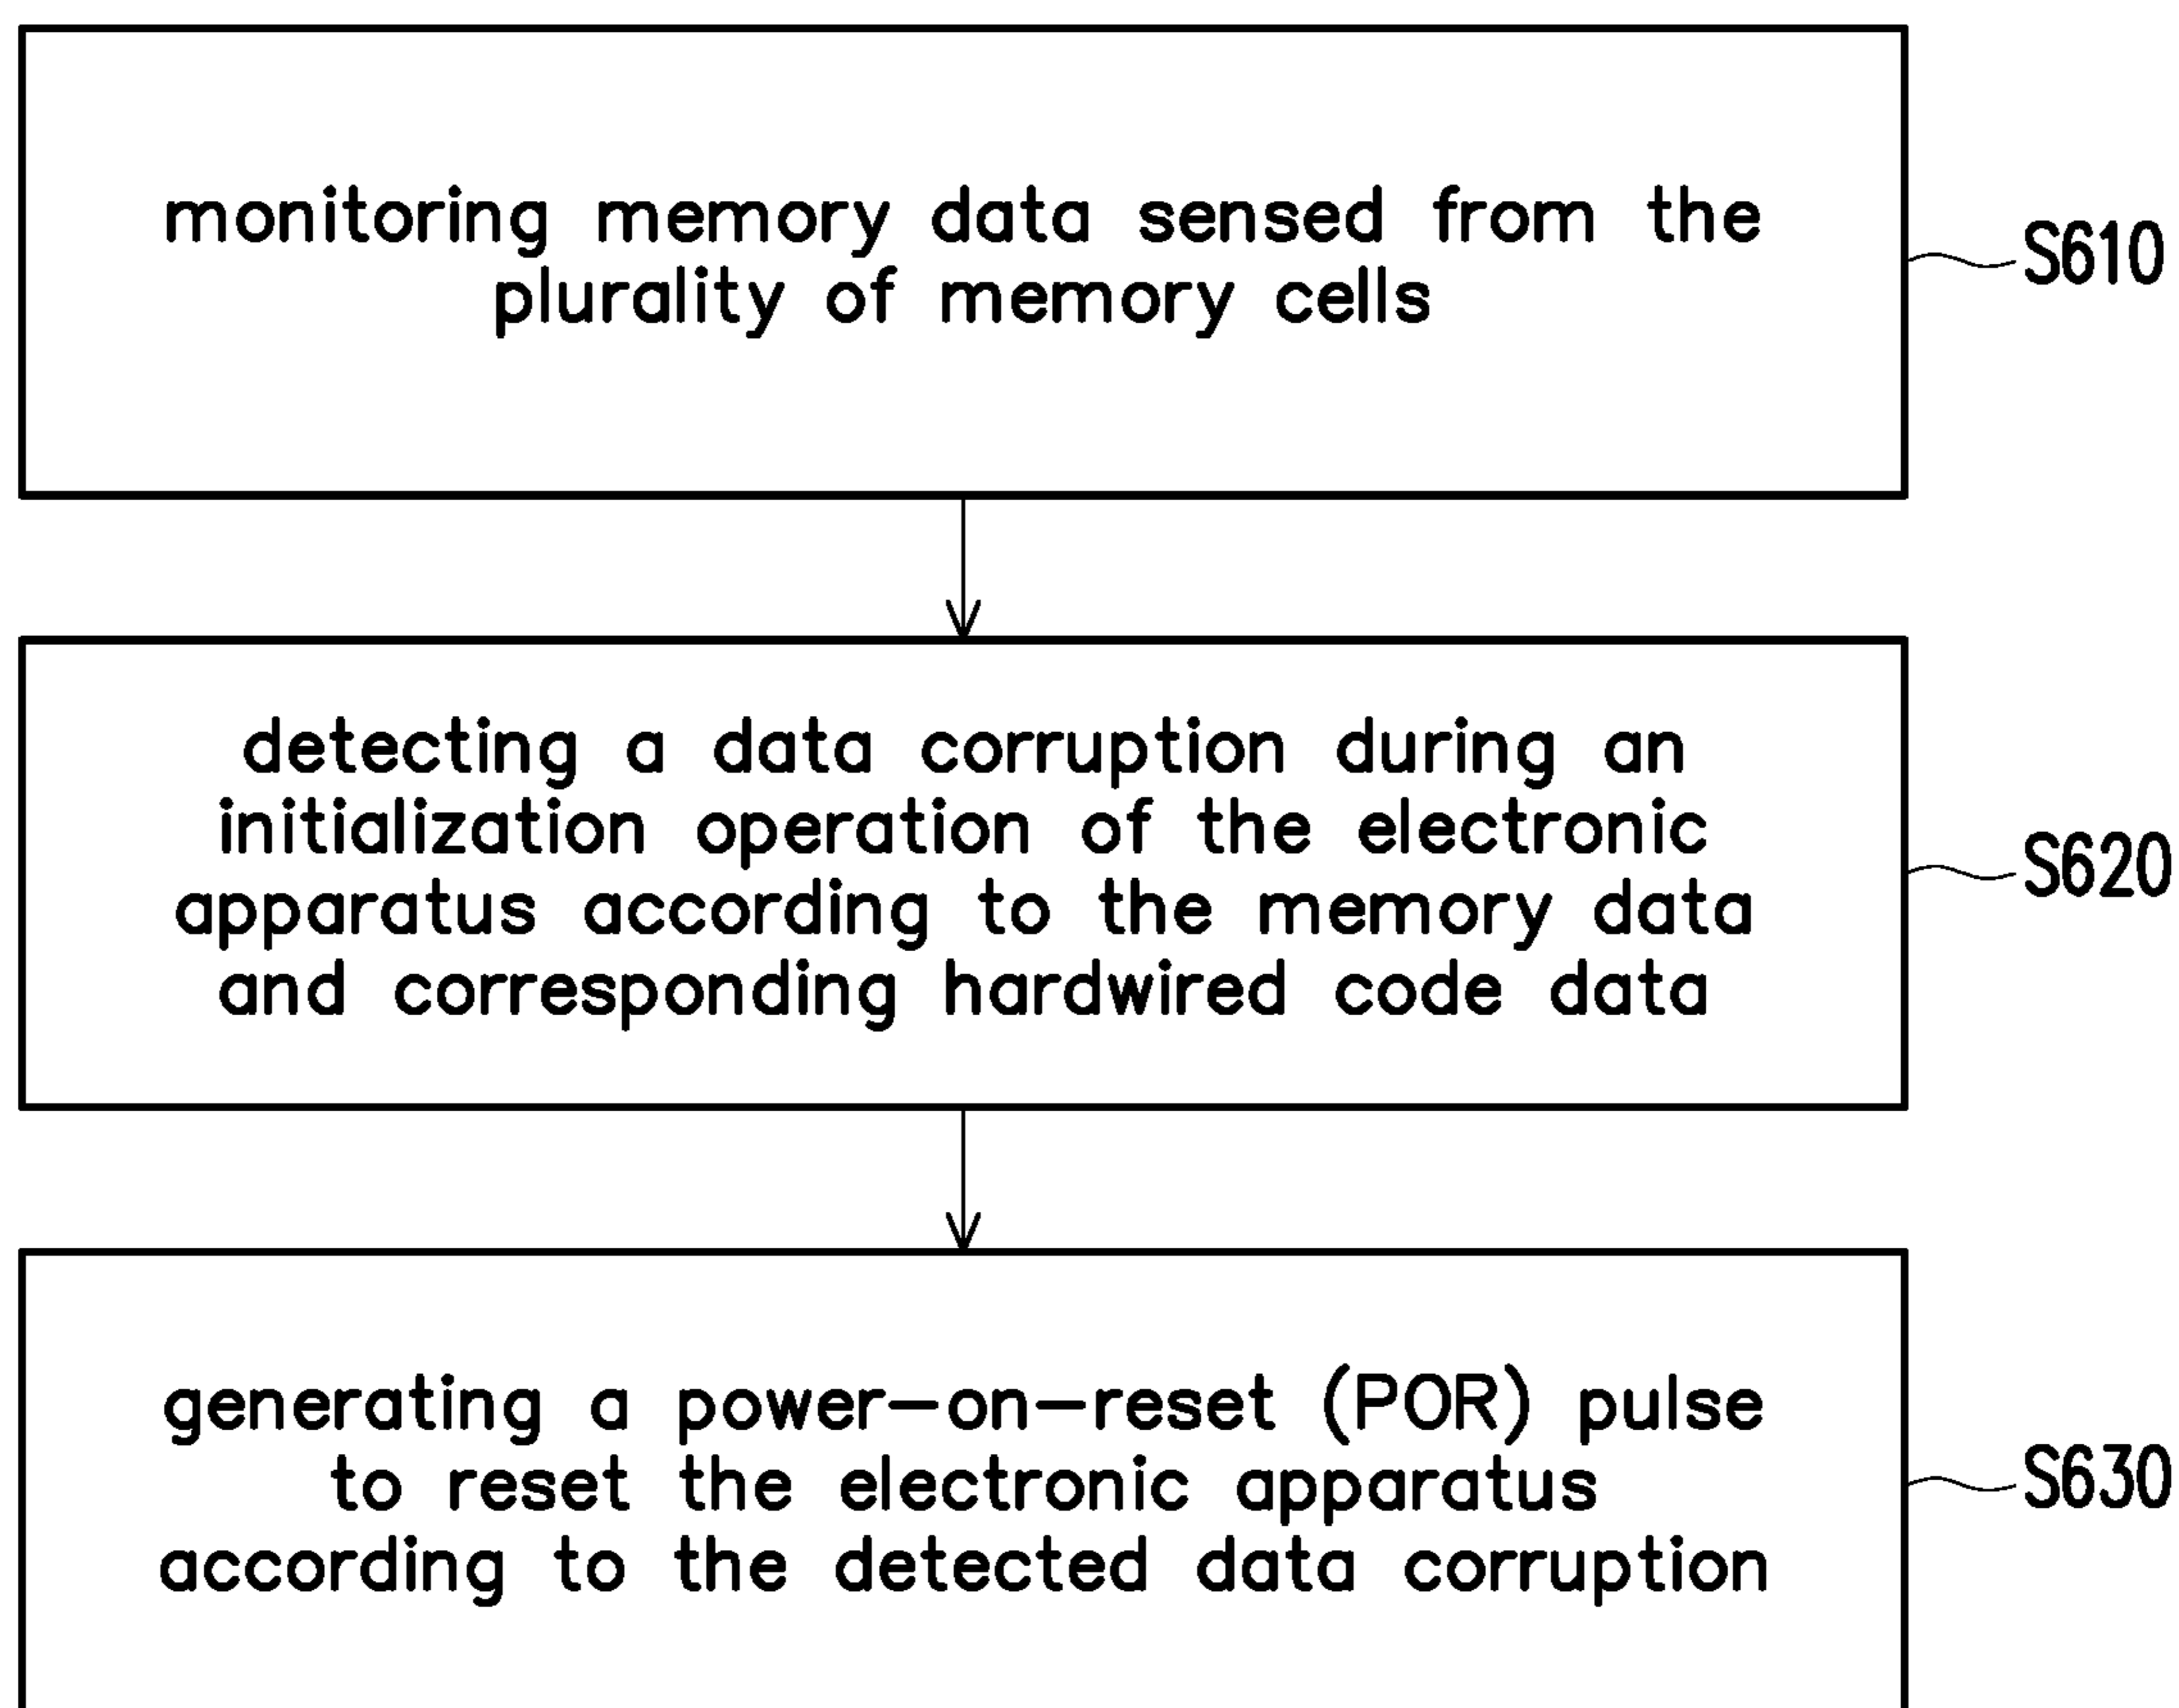 monitoring memory data sensed from the
plurality of memory cells
S610
detecting a data corruption during an
initialization operation of the electronic
apparatus according to the memory data
and corresponding hardwired code data
S620
generating a power-on-reset (POR) pulse
to reset the electronic apparatus
according to the detected data corruption
S630